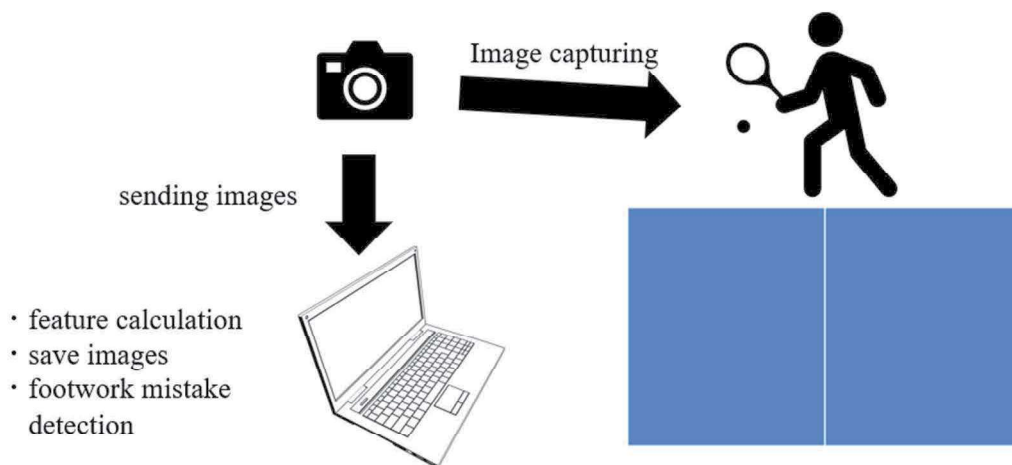 Image capturing
sending images
・feature calculation
・save images
・footwork mistake
detection